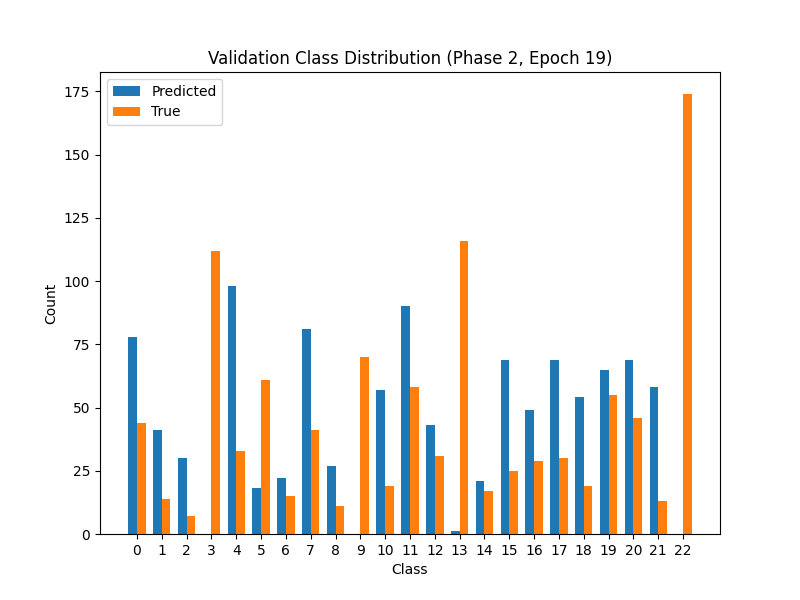 Validation Class Distribution (Phase 2, Epoch 19)
Predicted
True
175
150
125
100
75
50
25
0
Count
0 1 2 3 4 5 6 7 8 9 10 11 12 13 14 15 16 17 18 19 20 21 22
Class